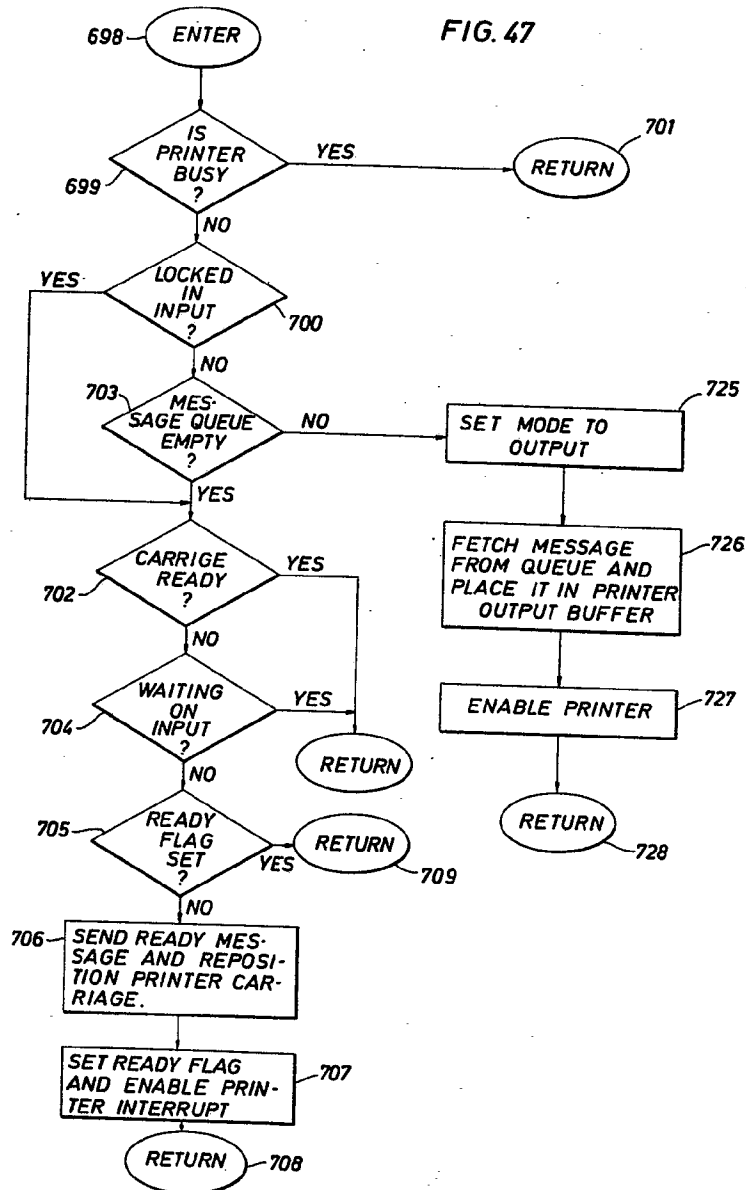 FIG. 47
698 ENTER
IS
PRINTER
BUSY
?
699
YES
RETURN
701
NO
YES
LOCKED
IN
INPUT
?
700
NO
703
MES-
SAGE QUEUE
EMPTY
?
NO
SET MODE TO
OUTPUT
725
YES
FETCH MESSAGE
FROM QUEUE AND
PLACE IT IN PRINTER
OUTPUT BUFFER
726
CARRIGE
READY
?
702
YES
NO
ENABLE PRINTER
727
WAITING
ON
INPUT
?
704
YES
RETURN
NO
RETURN
728
705
READY
FLAG
SET
?
YES
RETURN
709
NO
706
SEND READY MES-
SAGE AND REPOSI-
TION PRINTER CAR-
RIAGE.
SET READY FLAG
AND ENABLE PRIN-
TER INTERRUPT
707
RETURN
708